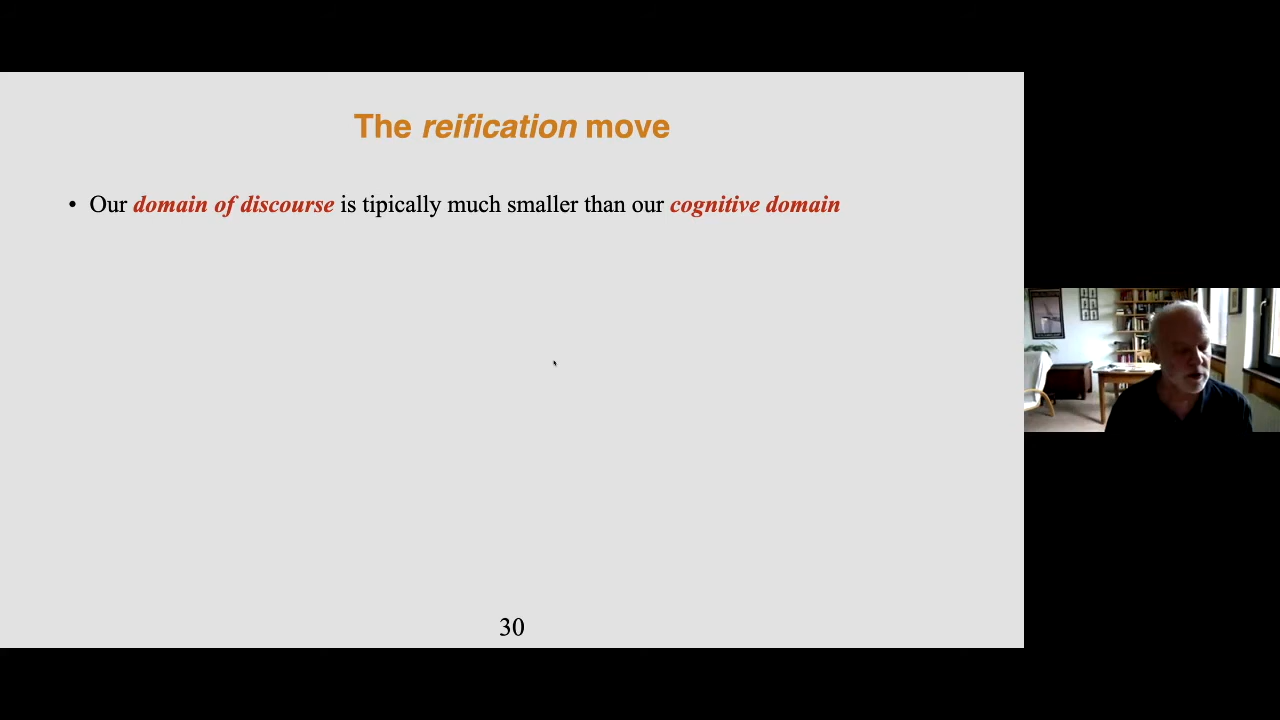 The reification move
• Our domain of discourse is tipically much smaller than our cognitive domain
30